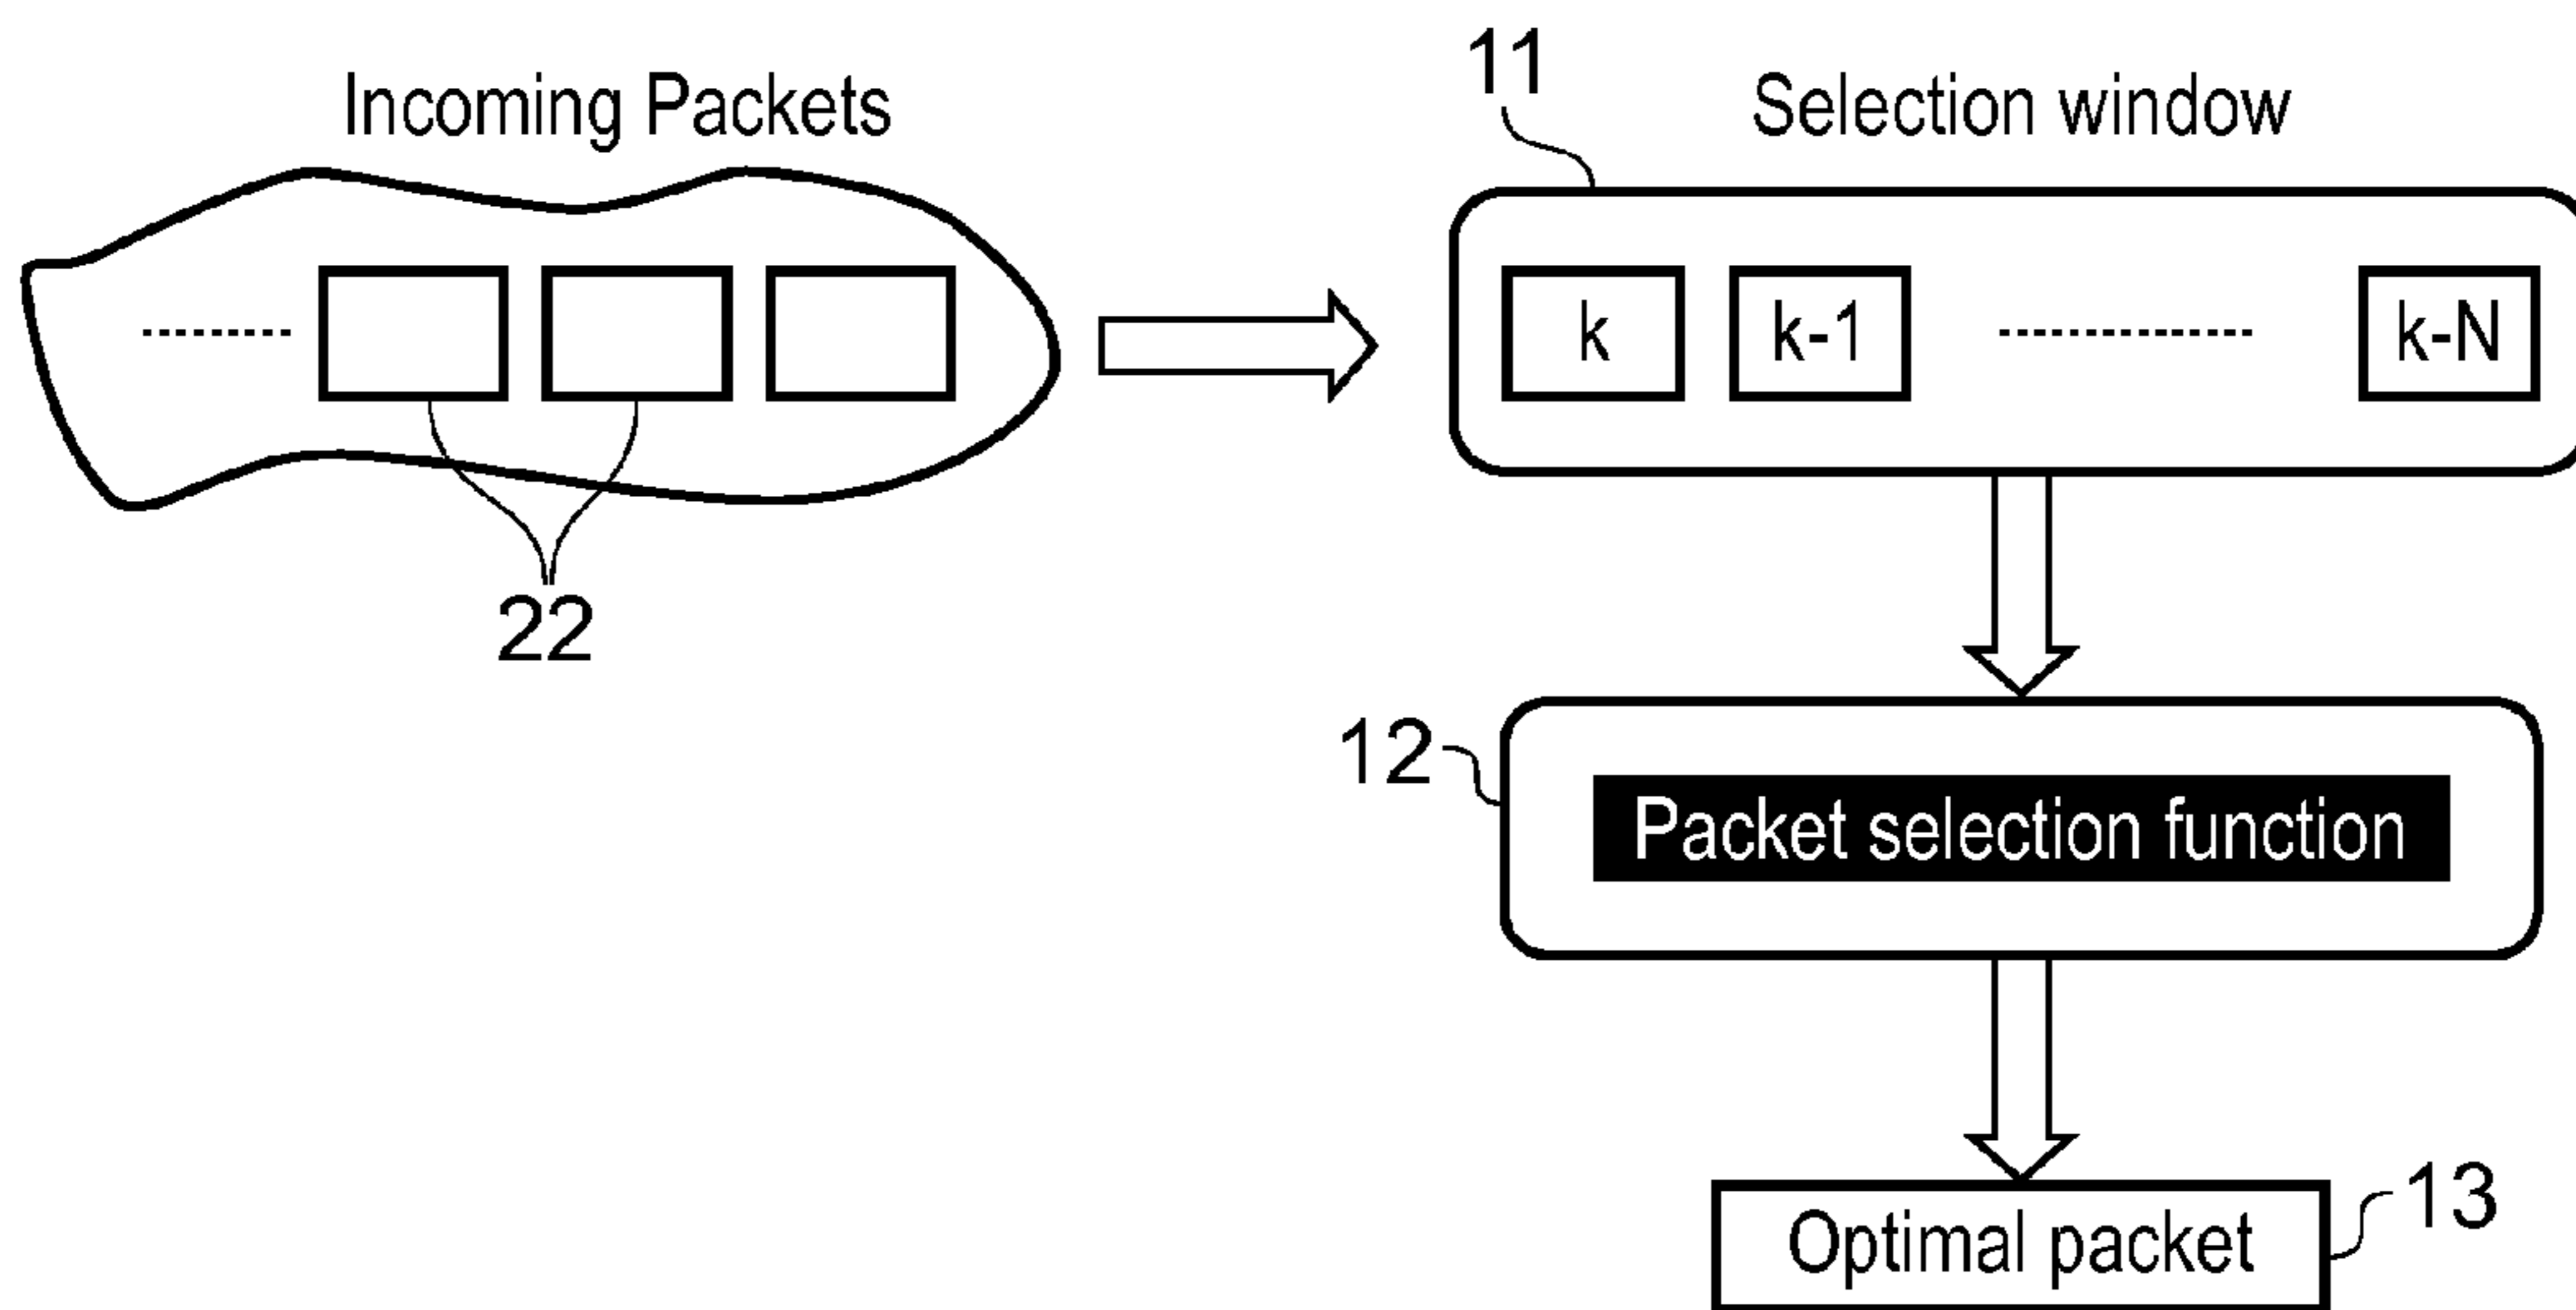 Incoming Packets
11
Selection window
k
k-1
k-N
22
12
Packet selection function
13
Optimal packet